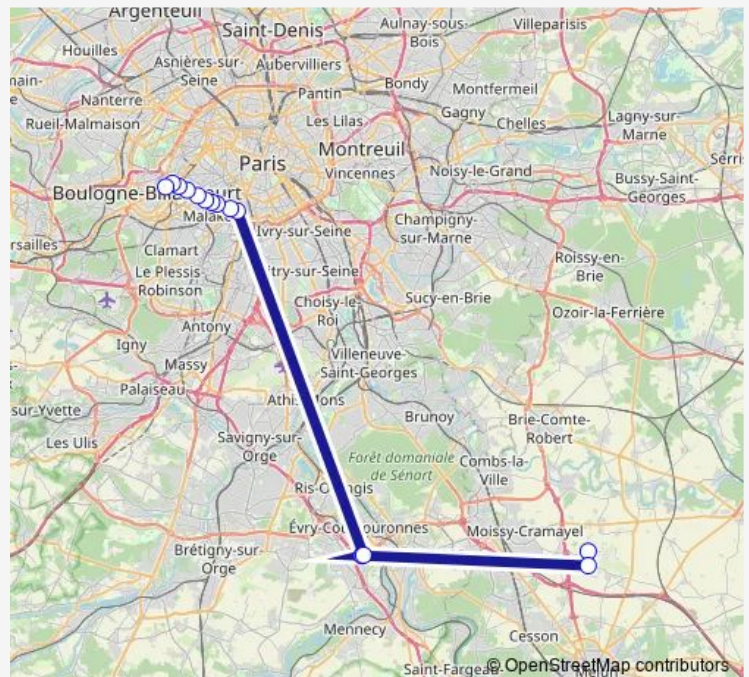 Argenteuil
Saint-Denis
Aulnay-sous-
Bois
Villeparisis
Houilles
Asnières-sur-
Seine
Aubervilliers
Bondy
Montfermeil
Nanterre
Pantin
Gagny
Lagny-sur-
Marne
Rueil-Malmaison
Les Lilas
Chelles
Paris
Montreuil
Vincennes
Noisy-le-Grand
Bussy-Saint-
Georges
Ivry-sur-Seine
Champigny-
sur-Marne
Clamart
Le Plessis-
Robinson
Roissy-en-
Brie
Choisy-le-
Roi
Sucy-en-Brie
Ozoir-la-Ferrière
Antony
Igny
Massy
Villeneuve-
Saint-Georges
Palaiseau
Brunoy
Brie-Comte-
Robert
sur-Yvette
Les Ulis
Savigny-sur-
Orge
Forêt domaniale
de Sénart
Combs-la-
Ville
Moissy-Cramayel
Brétigny-sur-
Orge
Mennecy
Cesson
© OpenStreetMap contributors